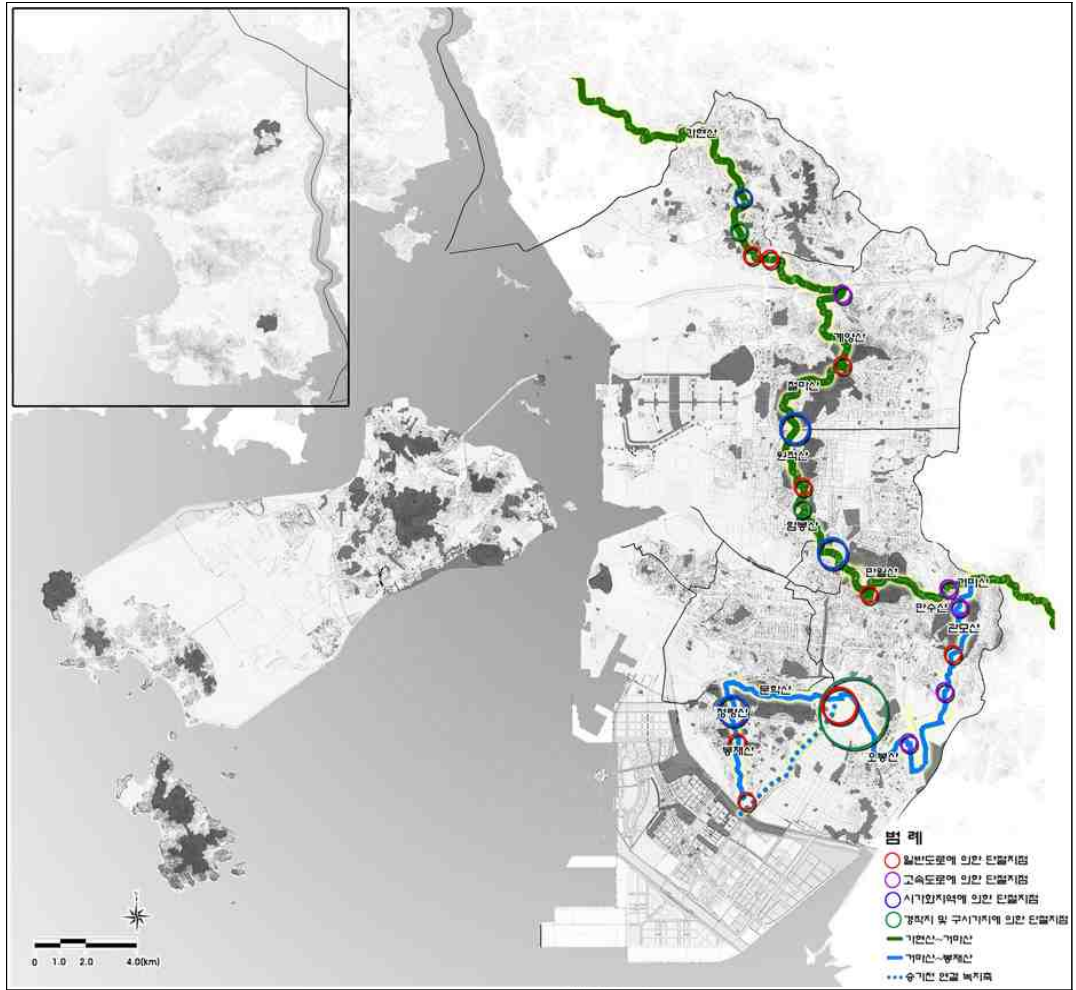 가현산
계양산
철마산
원적산
함봉산
만월산
거마산
만수산
관모산
문학산
청량산
봉재산
오봉산
범 례
일반도로에 의한 단절지점
고속도로에 의한 단절지점
시가화지역에 의한 단절지점
경작지 및 구시가지에 의한 단절지점
가현산~거마산
거마산~봉재산
승기천 연결 녹지축
0 1.0 2.0 4.0(km)